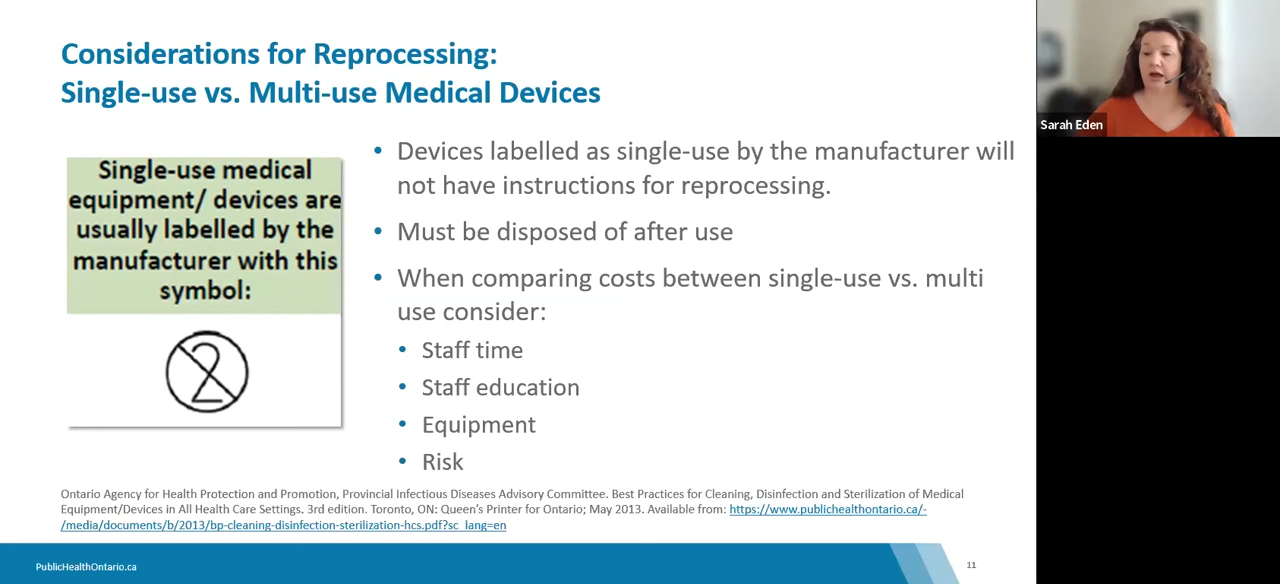 Considerations for Reprocessing:
Single-use vs. Multi-use Medical Devices
Single-use medical
equipment/ devices are
usually labelled by the
manufacturer with this
symbol:
2
• Devices labelled as single-use by the manufacturer will
not have instructions for reprocessing.
• Must be disposed of after use
• When comparing costs between single-use vs. multi
use consider:
• Staff time
• Staff education
• Equipment
• Risk
Ontario Agency for Health Protection and Promotion, Provincial Infectious Diseases Advisory Committee. Best Practices for Cleaning, Disinfection and Sterilization of Medical
Equipment/Devices in All Health Care Settings. 3rd edition. Toronto, ON: Queen's Printer for Ontario; May 2013. Available from: https://www.publichealthontario.ca/-
/media/documents/b/2013/bp-cleaning-disinfection-sterilization-hcs.pdf?sc_lang=en
PublicHealthOntario.ca
11
Sarah Eden